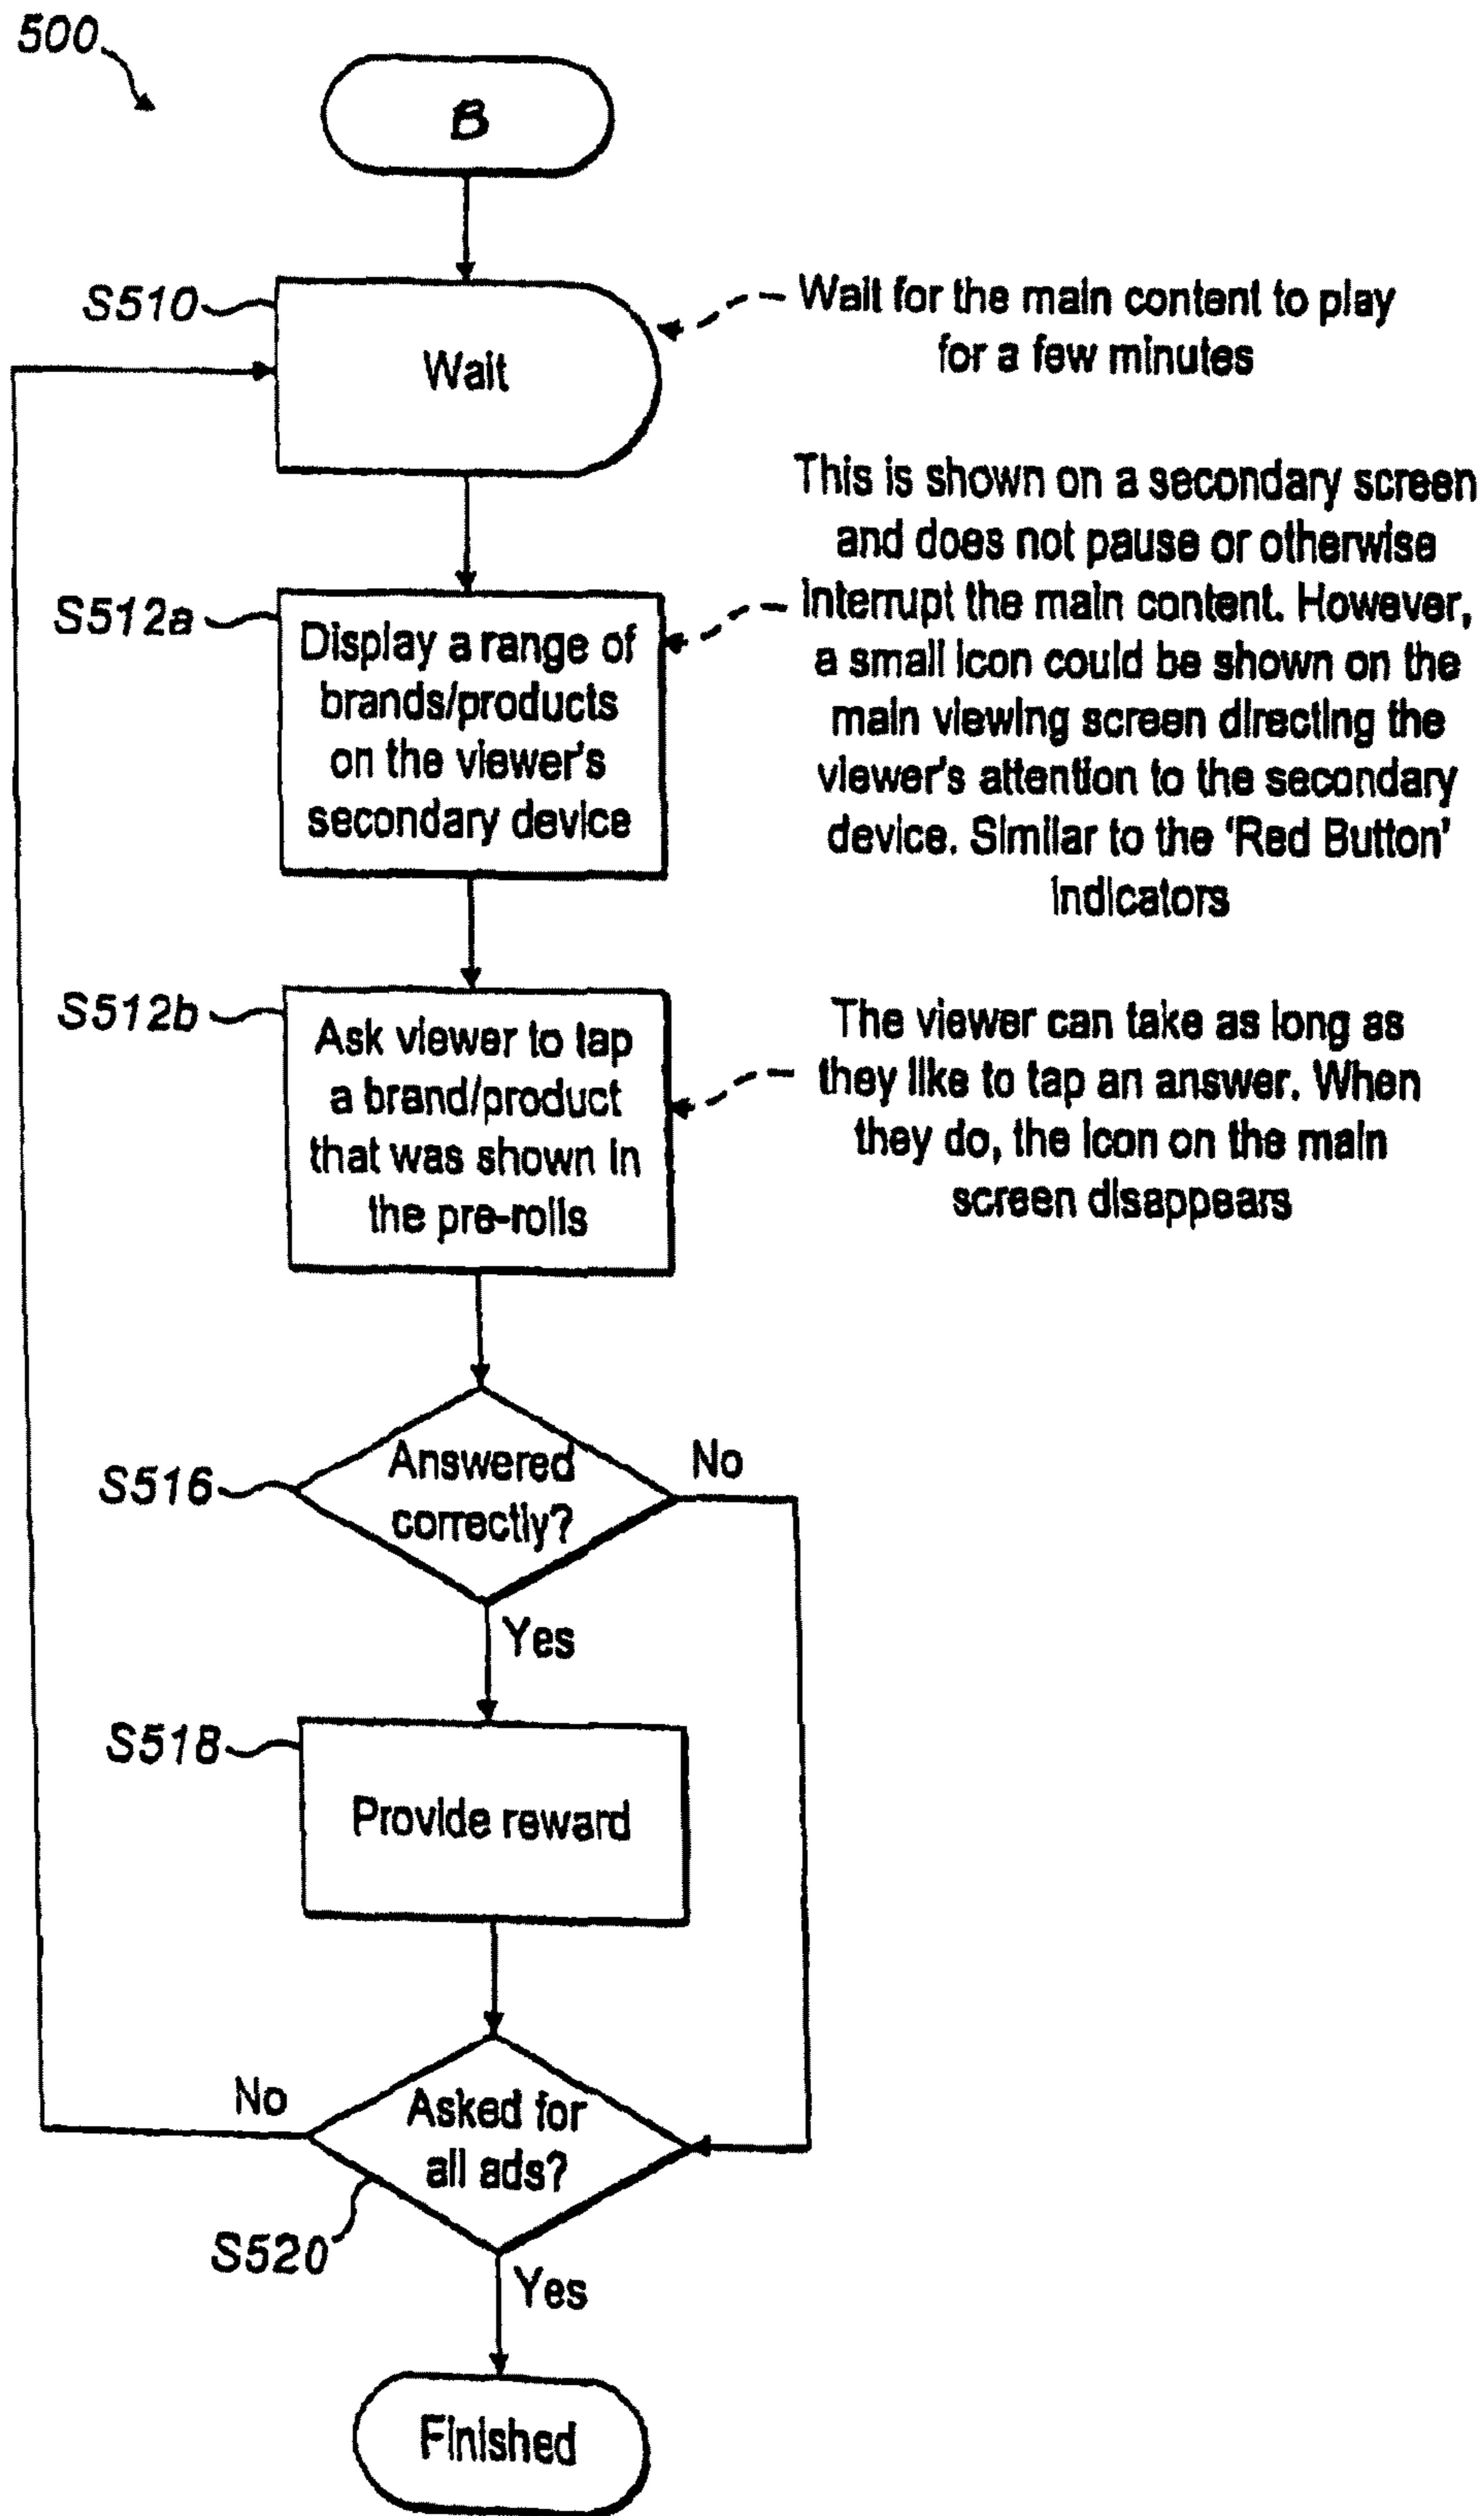 500
B
S510
Wait
Wait for the main content to play
for a few minutes
This is shown on a secondary screen
and does not pause or otherwise
interrupt the main content. However,
a small icon could be shown on the
main viewing screen directing the
viewer's attention to the secondary
device. Similar to the ‘Red Button’
indicators
S512a
Display a range of
brands/products
on the viewer's
secondary device
S512b
Ask viewer to tap
a brand/product
that was shown in
the pre-rolls
The viewer can take as long as
they like to tap an answer. When
they do, the icon on the main
screen disappears
S516
Answered
correctly?
No
Yes
S518
Provide reward
No
Asked for
all ads?
S520
Yes
Finished